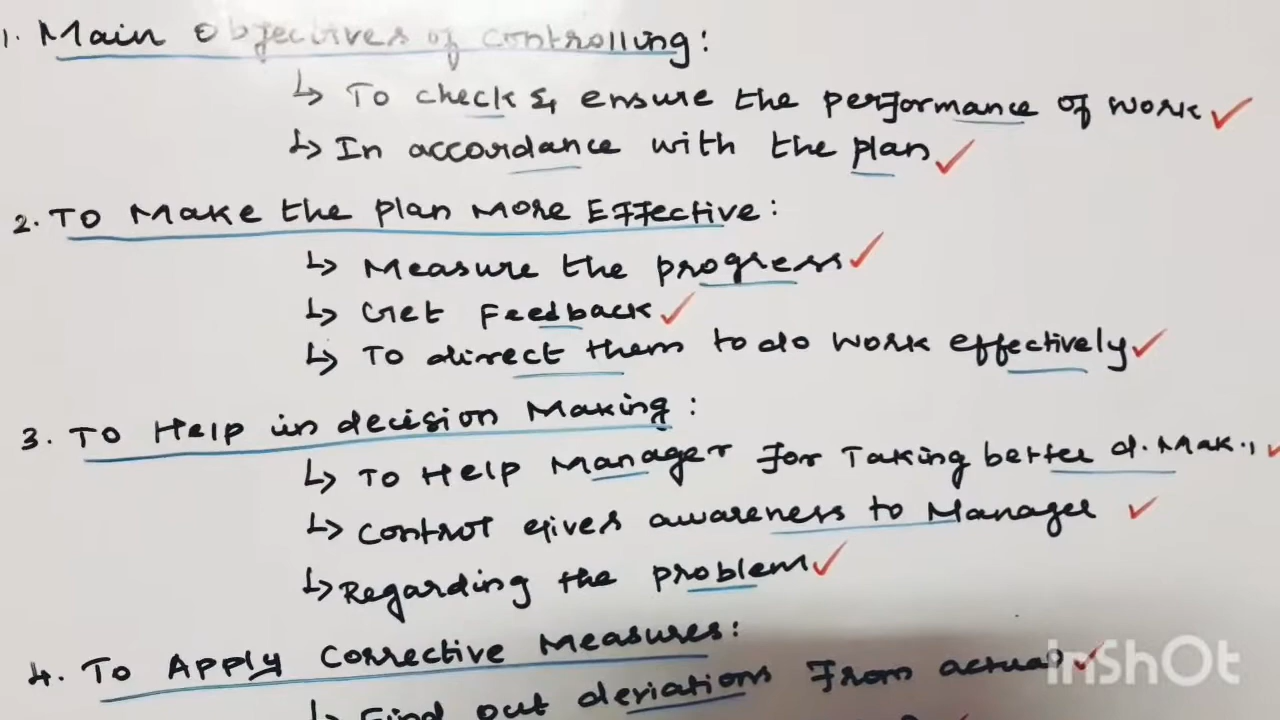 1. Main Objectives of controlling:
↳ To check & ensure the performance of work ✓
↳ In accordance with the plan ✓
2. To Make the plan More Effective:
↳ Measure the progress ✓
↳ Get Feedback ✓
↳ To direct them to do work effectively ✓
3. To Help in decision Making:
↳ To Help Manager for Taking better d. Mak., ✓
↳ Control gives awareness to Manager ✓
↳ Regarding the problem ✓
4. To Apply Corrective Measures:
↳ Find out deviations from actual ✓
InShOt